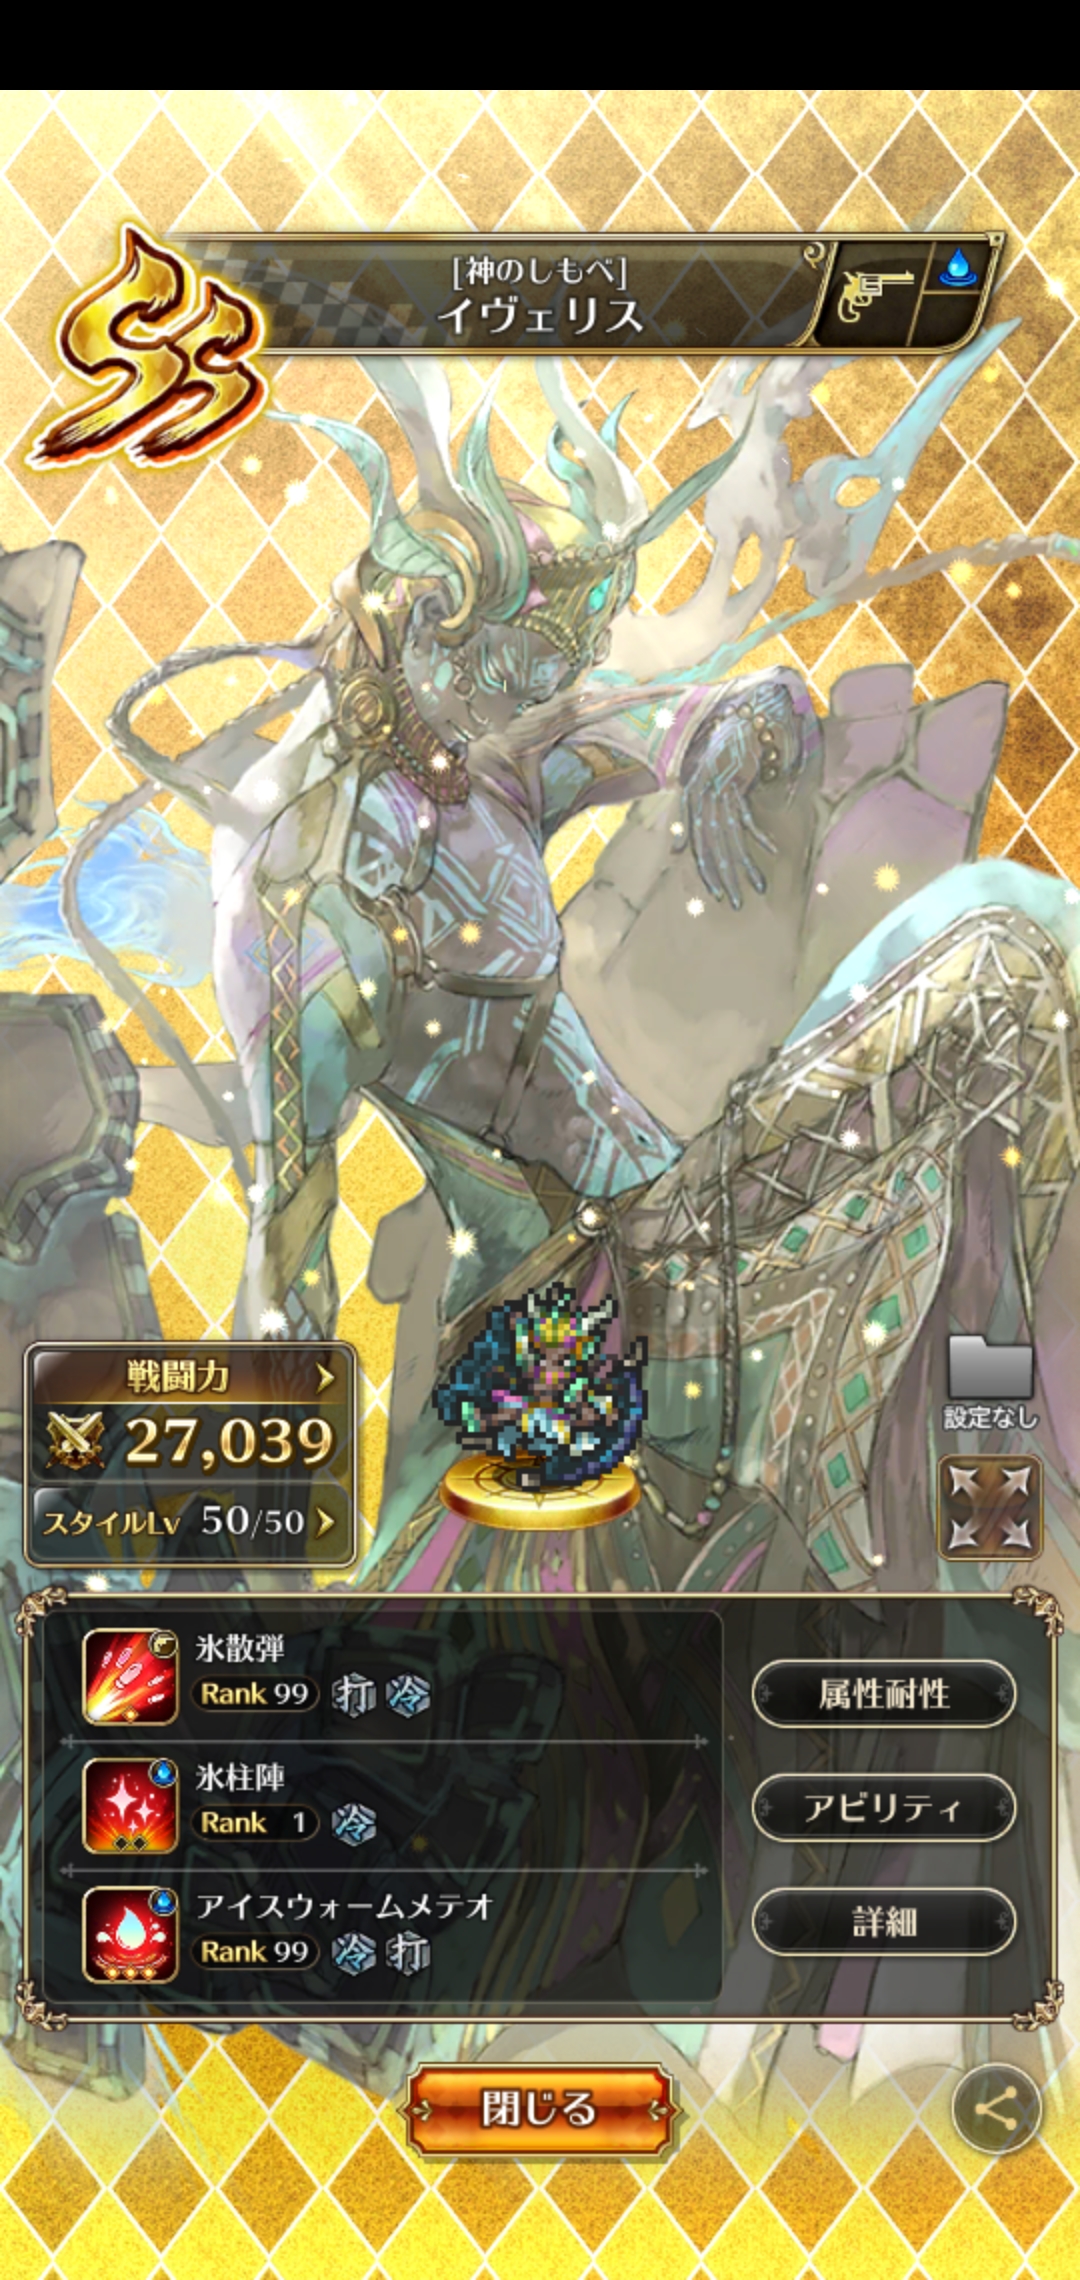 SS
[神のしもべ]
イヴェリス
戦闘力
27,039
スタイルLv 50/50
設定なし
氷散弾
Rank 99 打 冷
氷柱陣
Rank 1 冷
アイスウォームメテオ
Rank 99 冷 打
属性耐性
アビリティ
詳細
閉じる